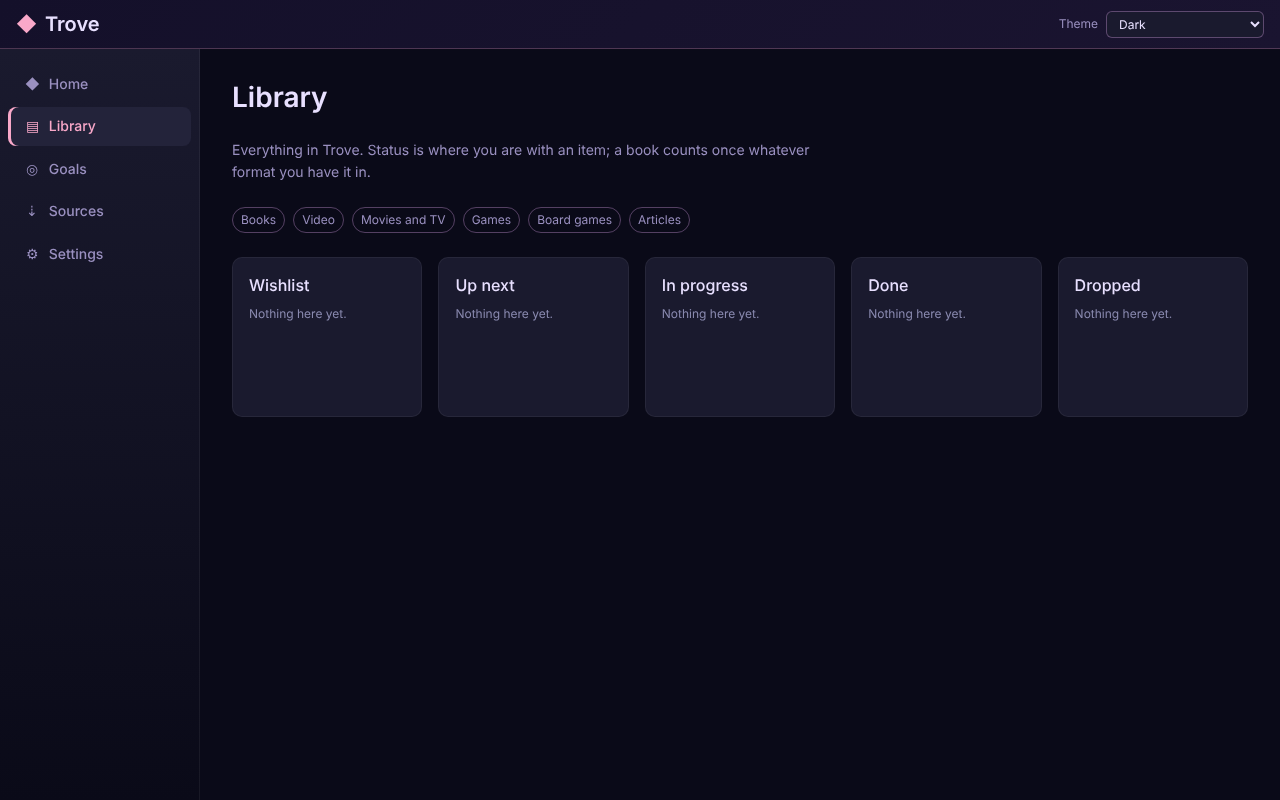 Trove
Theme
Dark
Home
Library
Goals
Sources
Settings
Library
Everything in Trove. Status is where you are with an item; a book counts once whatever
format you have it in.
Books
Video
Movies and TV
Games
Board games
Articles
Wishlist
Nothing here yet.
Up next
Nothing here yet.
In progress
Nothing here yet.
Done
Nothing here yet.
Dropped
Nothing here yet.